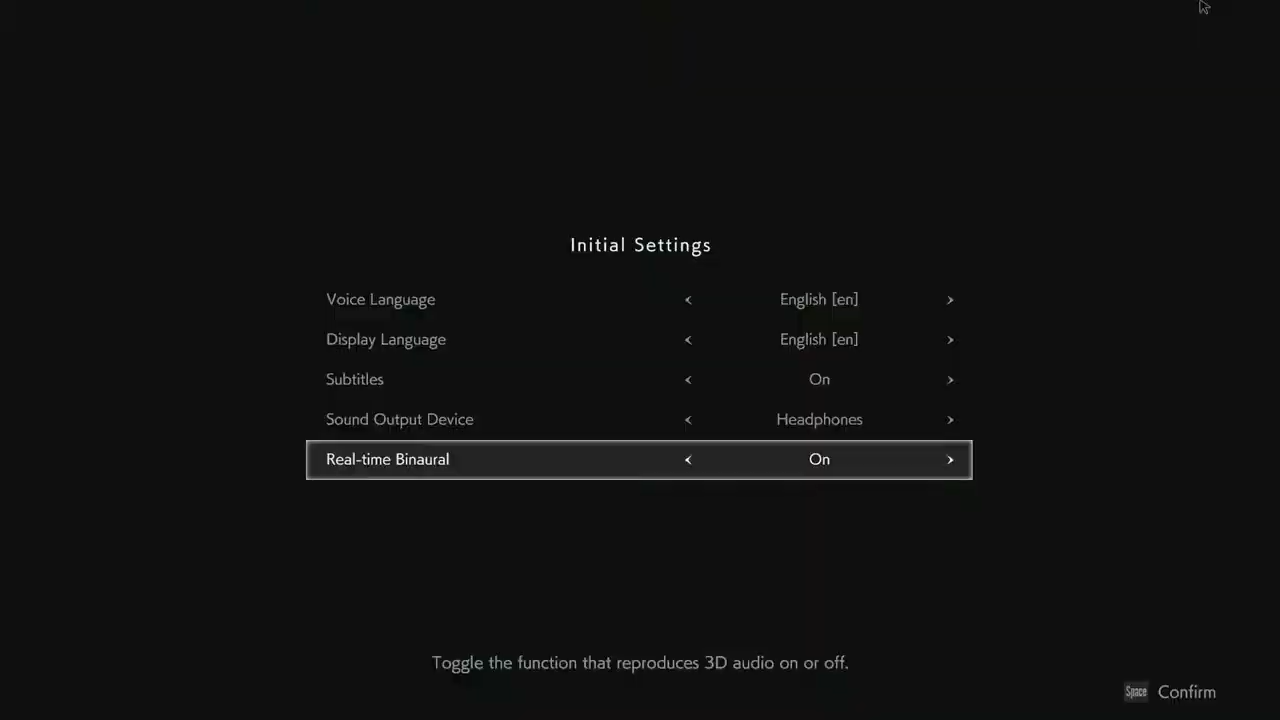 Initial Settings
Voice Language < English [en] >
Display Language < English [en] >
Subtitles < On >
Sound Output Device < Headphones >
Real-time Binaural < On >
Toggle the function that reproduces 3D audio on or off.
Space Confirm